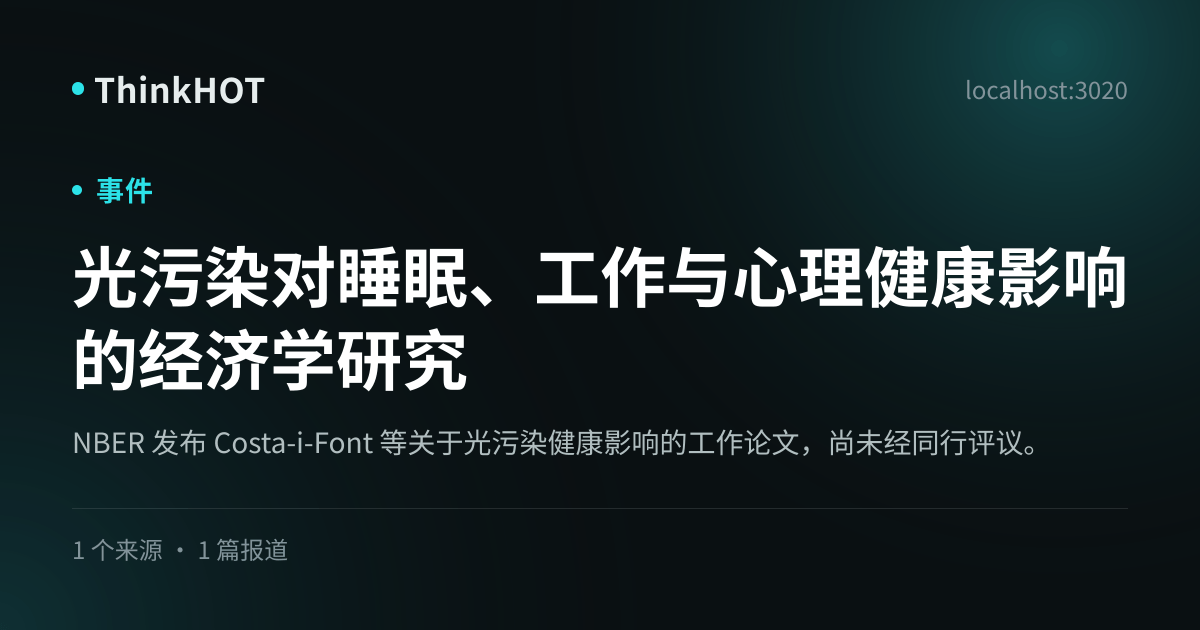 ThinkHOT
localhost:3020
事件
光污染对睡眠、工作与心理健康影响
的经济学研究
NBER 发布 Costa-i-Font 等关于光污染健康影响的工作论文，尚未经同行评议。
1 个来源 · 1 篇报道